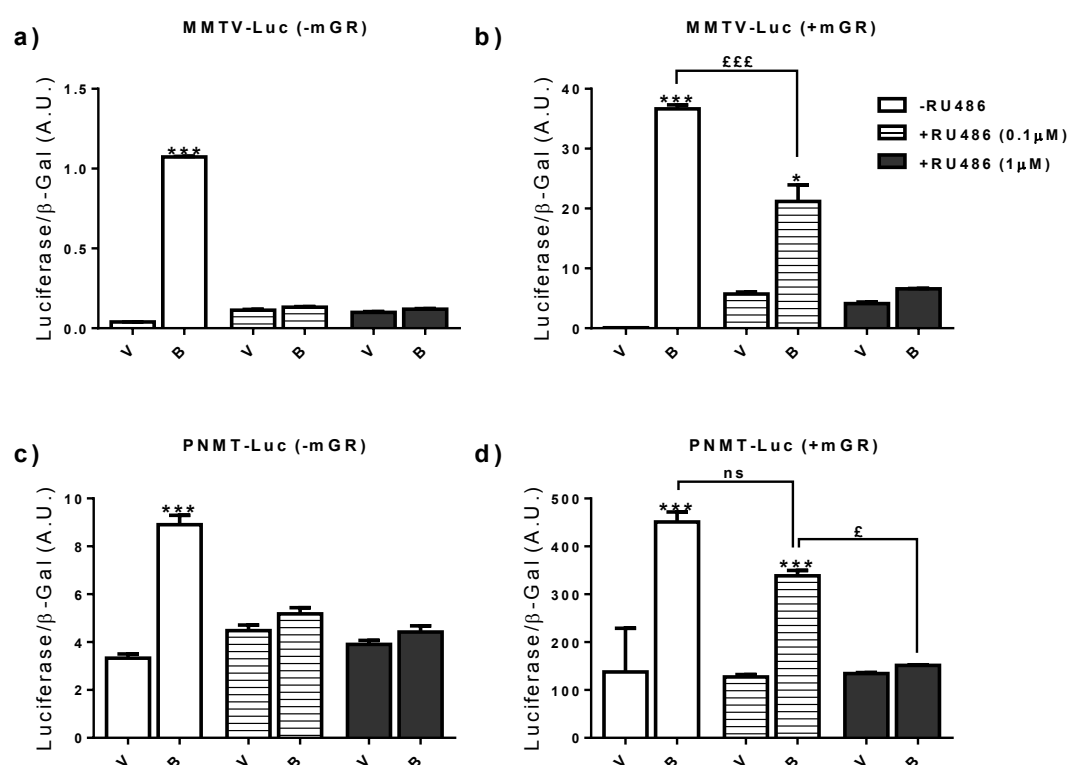 a)
MMTV-Luc (-mGR)
Luciferase/β-Gal (A.U.)
1.5
1.0
0.5
0.0
***
V
B
V
B
V
B
b)
MMTV-Luc (+mGR)
Luciferase/β-Gal (A.U.)
40
30
20
10
0
£££
***
*
V
B
V
B
V
B
-RU486
+RU486 (0.1μM)
+RU486 (1μM)
c)
PNMT-Luc (-mGR)
Luciferase/β-Gal (A.U.)
10
8
6
4
2
0
***
V
B
V
B
V
B
d)
PNMT-Luc (+mGR)
Luciferase/β-Gal (A.U.)
500
400
300
200
100
0
ns
£
***
***
V
B
V
B
V
B